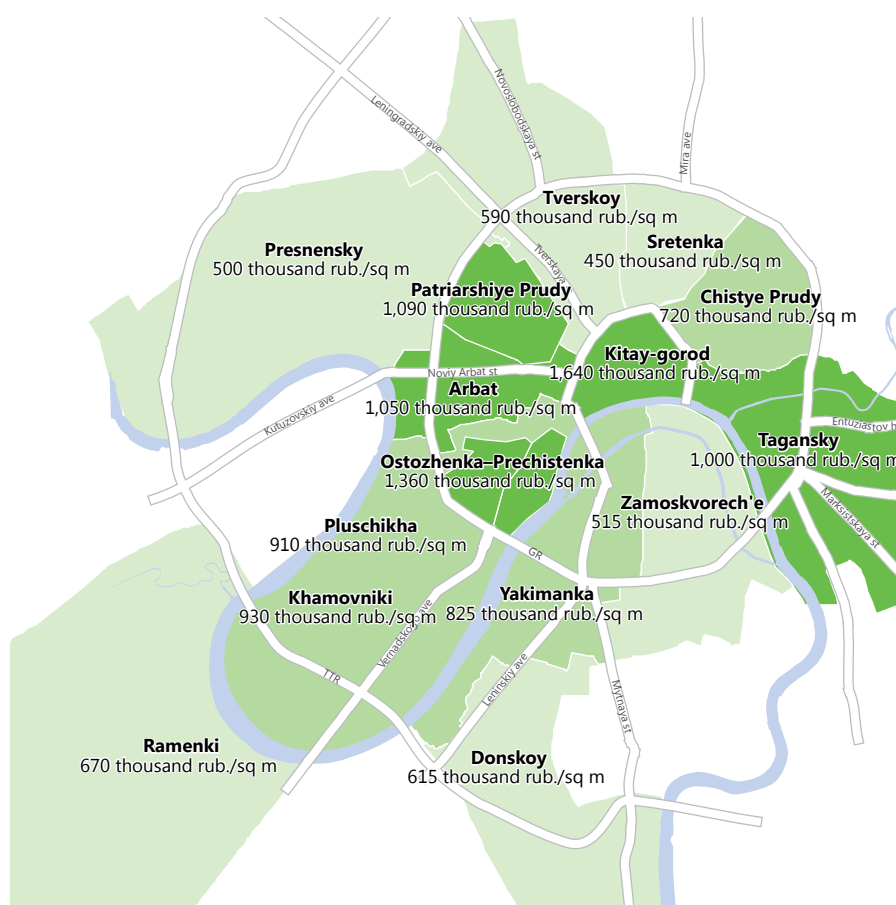 Novoslobodskaya st
Leningradskiy ave
Mira ave
Tverskoy
590 thousand rub./sq m
Presnensky
500 thousand rub./sq m
Tverskaya
Sretenka
450 thousand rub./sq m
Patriarshiye Prudy
1,090 thousand rub./sq m
Chistye Prudy
720 thousand rub./sq m
Kitay-gorod
1,640 thousand rub./sq m
Noviy Arbat st
Arbat
1,050 thousand rub./sq m
Kutuzovskiy ave
Entuziastov h
Tagansky
1,000 thousand rub./sq m
Ostozhenka–Prechistenka
1,360 thousand rub./sq m
Zamoskvorech'e
515 thousand rub./sq m
Marksistskaya st
Pluschikha
910 thousand rub./sq m
GR
Khamovniki
930 thousand rub./sq m
Yakimanka
825 thousand rub./sq m
Vernadskogo ave
TTR
Leninskiy ave
Mytnaya st
Ramenki
670 thousand rub./sq m
Donskoy
615 thousand rub./sq m